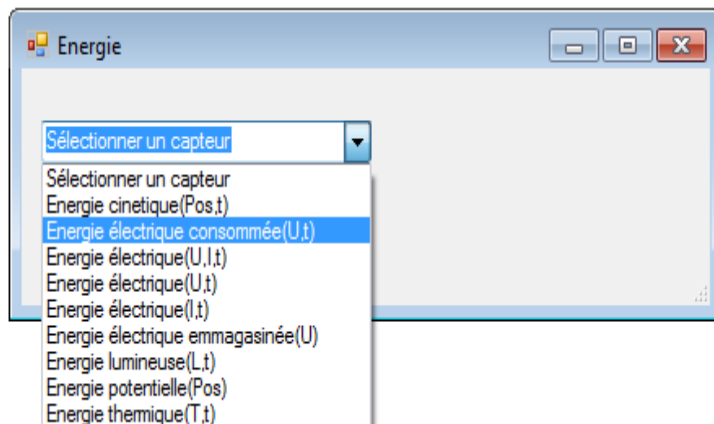 Energie
Sélectionner un capteur
Sélectionner un capteur
Energie cinetique(Pos,t)
Energie électrique consommée(U,t)
Energie électrique(U,I,t)
Energie électrique(U,t)
Energie électrique(I,t)
Energie électrique emmagasinée(U)
Energie lumineuse(L,t)
Energie potentielle(Pos)
Energie thermique(T,t)